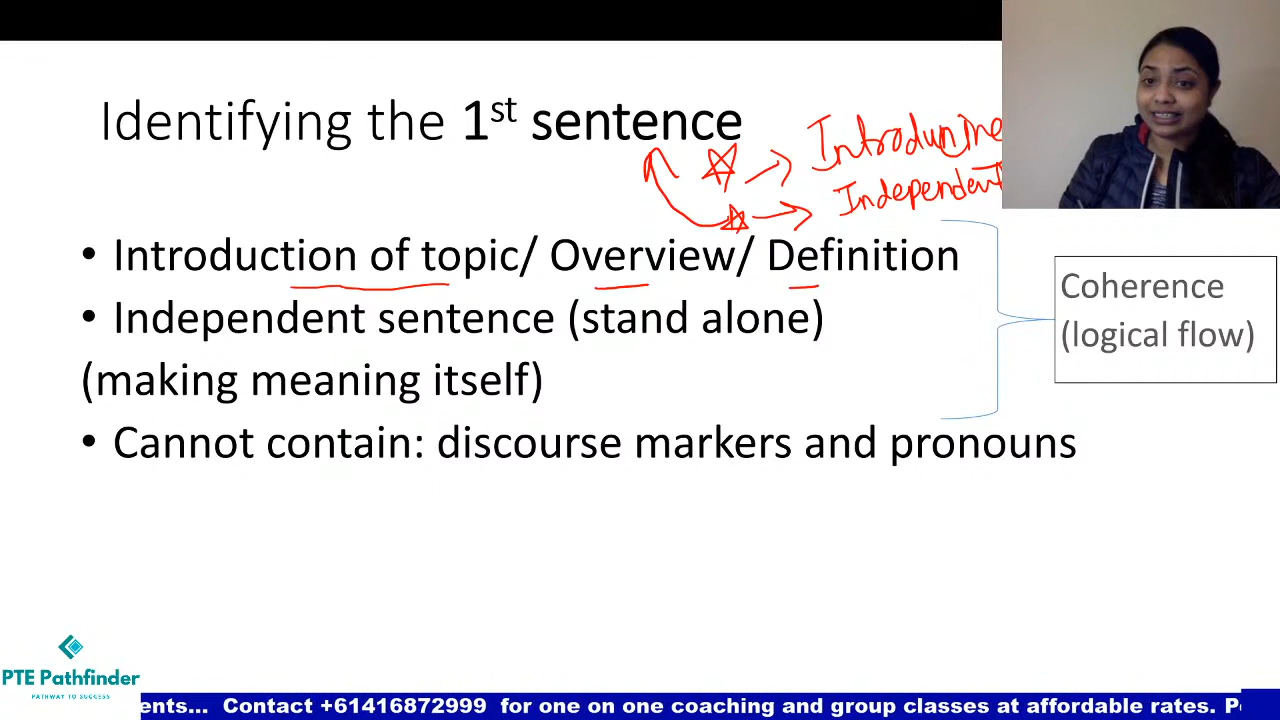 Identifying the 1st sentence
Introducing
Independent
• Introduction of topic/ Overview/ Definition
• Independent sentence (stand alone)
(making meaning itself)
• Cannot contain: discourse markers and pronouns
Coherence
(logical flow)
PTE Pathfinder
PATHWAY TO SUCCESS
ents... Contact +61416872999 for one on one coaching and group classes at affordable rates.